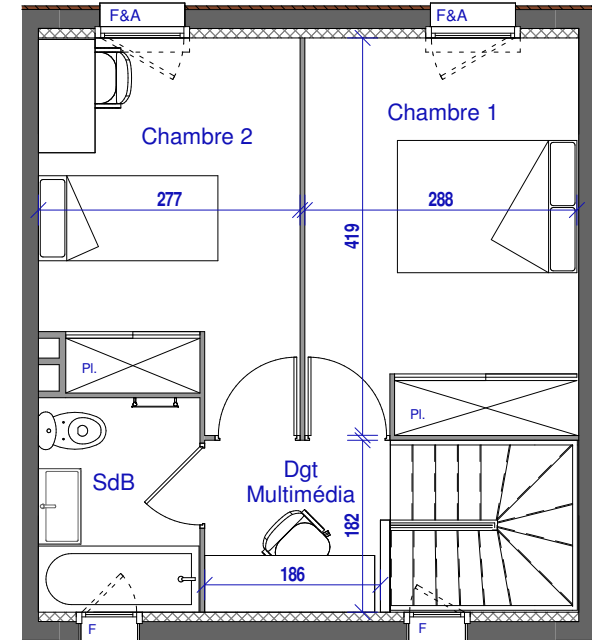 F&A
F&A
Chambre 2
Chambre 1
277
288
419
Pl.
Pl.
SdB
Dgt
Multimédia
182
186
F
F